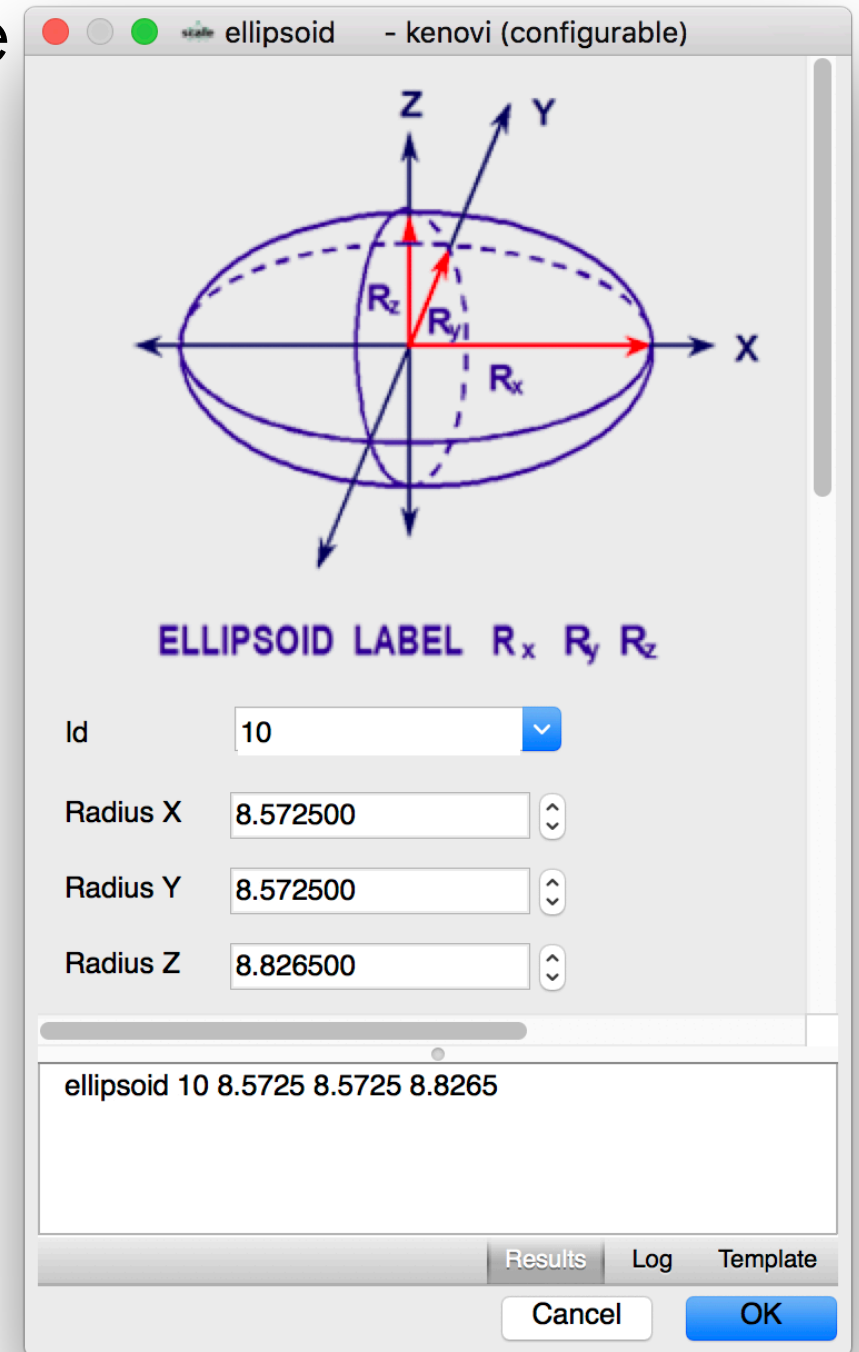 e
scale ellipsoid - kenovi (configurable)
Z
Y
Rz
Ry
X
Rx
ELLIPSOID LABEL Rx Ry Rz
Id 10
Radius X 8.572500
Radius Y 8.572500
Radius Z 8.826500
ellipsoid 10 8.5725 8.5725 8.8265
Results Log Template
Cancel OK